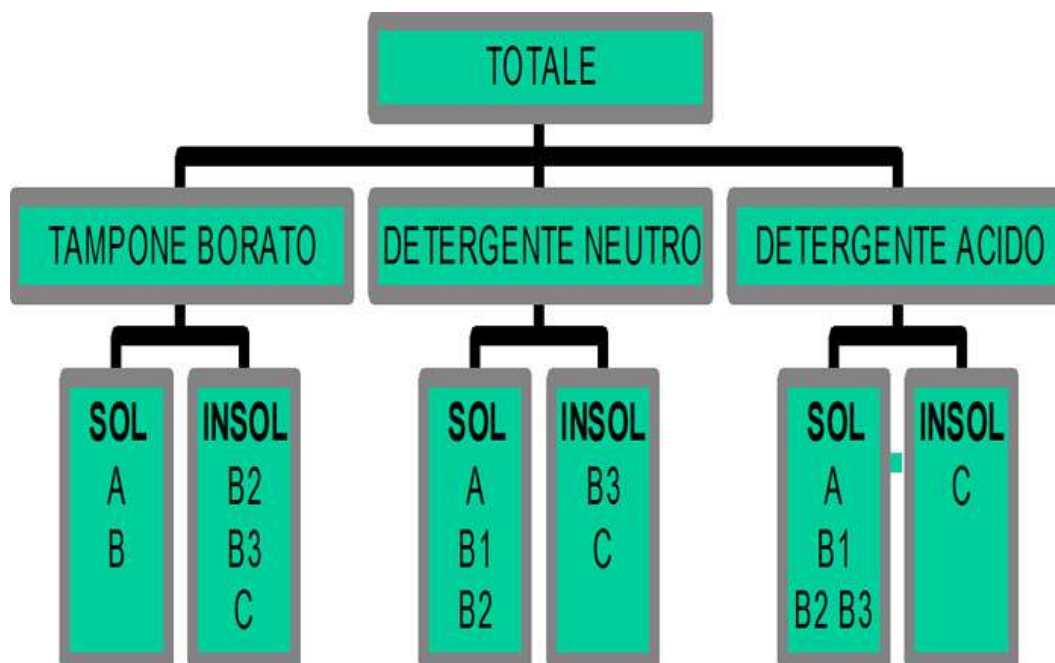 TOTALE
TAMPONE BORATO
DETERGENTE NEUTRO
DETERGENTE ACIDO
SOL
A
B
INSOL
B2
B3
C
SOL
A
B1
B2
INSOL
B3
C
SOL
A
B1
B2 B3
INSOL
C